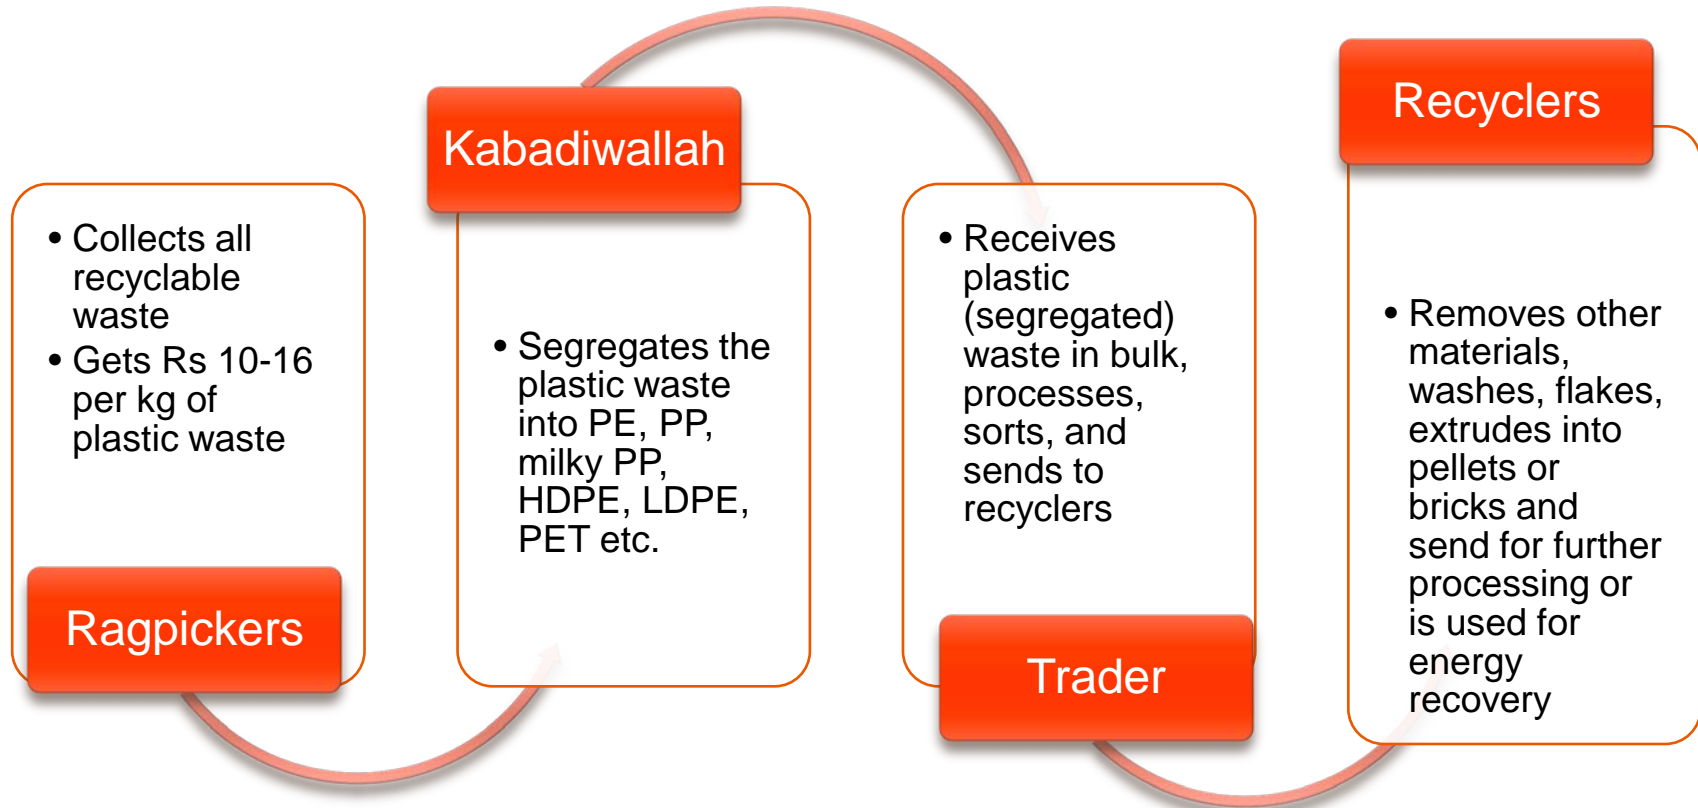 • Collects all
recyclable
waste
• Gets Rs 10-16
per kg of
plastic waste
Ragpickers
Kabadiwallah
• Segregates the
plastic waste
into PE, PP,
milky PP,
HDPE, LDPE,
PET etc.
• Receives
plastic
(segregated)
waste in bulk,
processes,
sorts, and
sends to
recyclers
Trader
Recyclers
• Removes other
materials,
washes, flakes,
extrudes into
pellets or
bricks and
send for further
processing or
is used for
energy
recovery